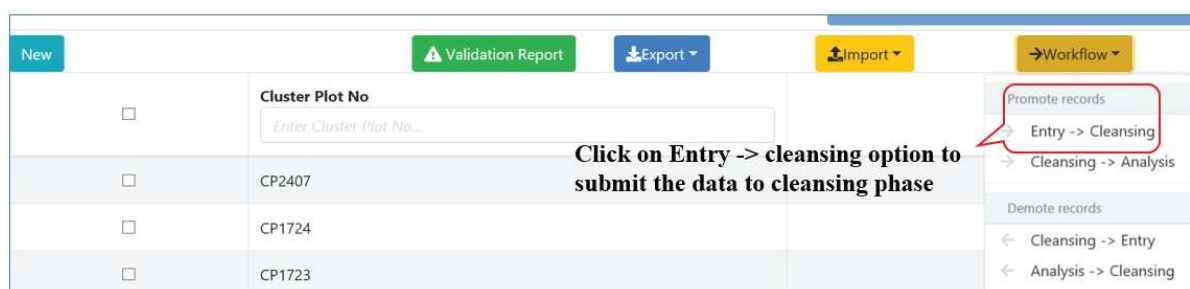 New
Validation Report
Export
Import
→Workflow
Cluster Plot No
Enter Cluster Plot No...
Promote records
→ Entry -> Cleansing
→ Cleansing -> Analysis
Click on Entry -> cleansing option to
submit the data to cleansing phase
CP2407
Demote records
CP1724
← Cleansing -> Entry
CP1723
← Analysis -> Cleansing